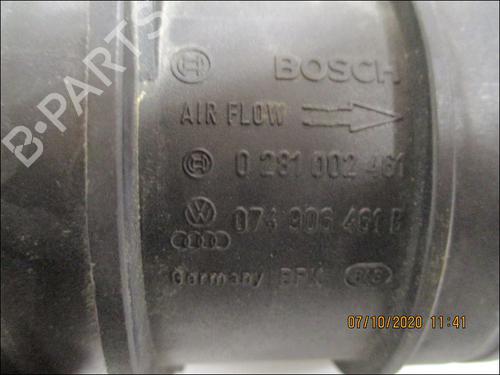 B-PARTS
BOSCH
AIR FLOW
0 281 002 461
074 906 461 B
Germany
07/10/2020 11:41